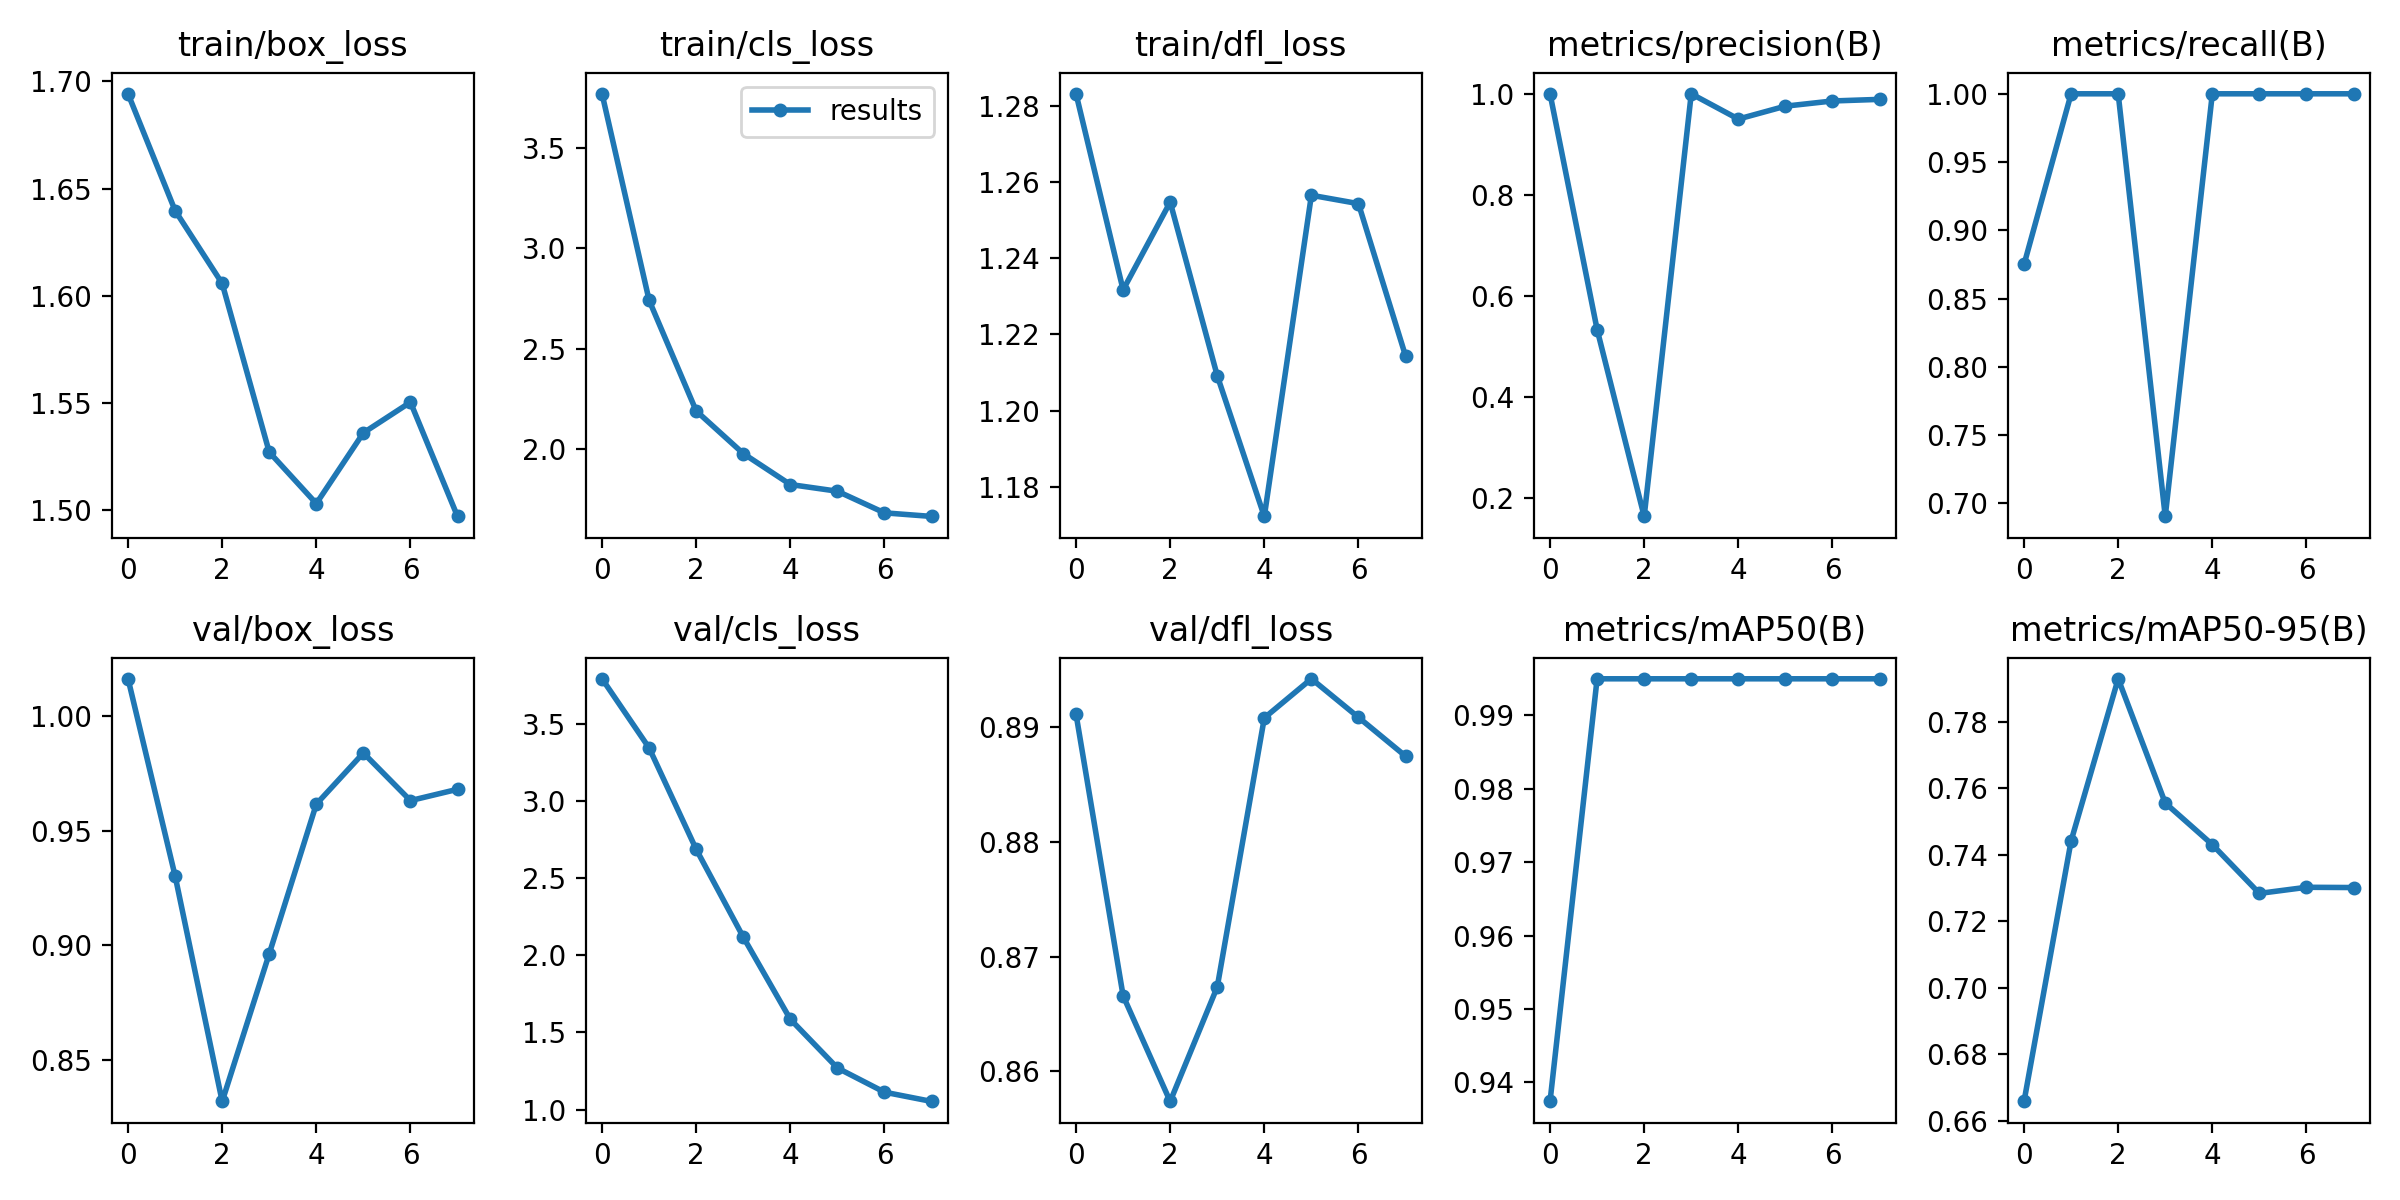 train/box_loss
1.70
1.65
1.60
1.55
1.50
0 2 4 6
train/cls_loss
results
3.5
3.0
2.5
2.0
0 2 4 6
train/dfl_loss
1.28
1.26
1.24
1.22
1.20
1.18
0 2 4 6
metrics/precision(B)
1.0
0.8
0.6
0.4
0.2
0 2 4 6
metrics/recall(B)
1.00
0.95
0.90
0.85
0.80
0.75
0.70
0 2 4 6
val/box_loss
1.00
0.95
0.90
0.85
0 2 4 6
val/cls_loss
3.5
3.0
2.5
2.0
1.5
1.0
0 2 4 6
val/dfl_loss
0.89
0.88
0.87
0.86
0 2 4 6
metrics/mAP50(B)
0.99
0.98
0.97
0.96
0.95
0.94
0 2 4 6
metrics/mAP50-95(B)
0.78
0.76
0.74
0.72
0.70
0.68
0.66
0 2 4 6